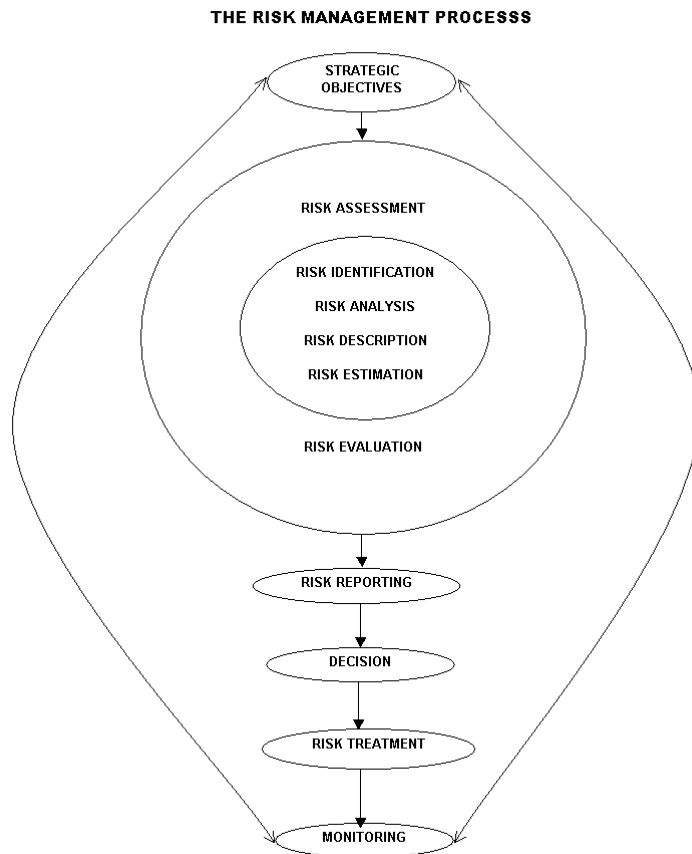 THE RISK MANAGEMENT PROCESSS
STRATEGIC
OBJECTIVES
RISK ASSESSMENT
RISK IDENTIFICATION
RISK ANALYSIS
RISK DESCRIPTION
RISK ESTIMATION
RISK EVALUATION
RISK REPORTING
DECISION
RISK TREATMENT
MONITORING